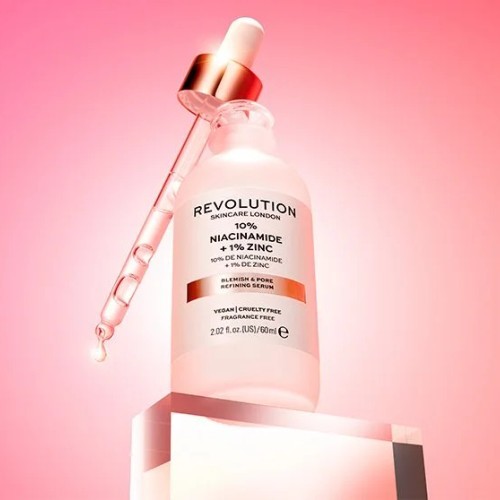 REVOLUTION
SKINCARE LONDON
10%
NIACINAMIDE
+ 1% ZINC
10% DE NIACINAMIDE
+ 1% DE ZINC
BLEMISH & PORE
REFINING SERUM
VEGAN | CRUELTY FREE
FRAGRANCE FREE
2.02 fl.oz.(US)/60ml ℮